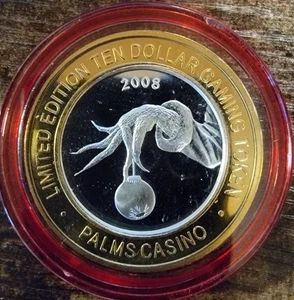 LIMITED EDITION TEN DOLLAR GAMING TOKEN
2008
PALMS CASINO